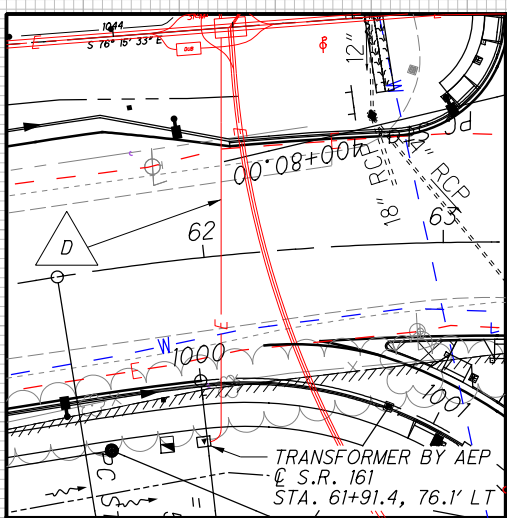 1044
S 76° 15' 33" E
DUB
12"
E
E
W
PC
400+80.00
18" RCP
12" RCP
D
62
63
E
W
1000
E
L
1001
TRANSFORMER BY AEP
℄ S.R. 161
STA. 61+91.4, 76.1' LT